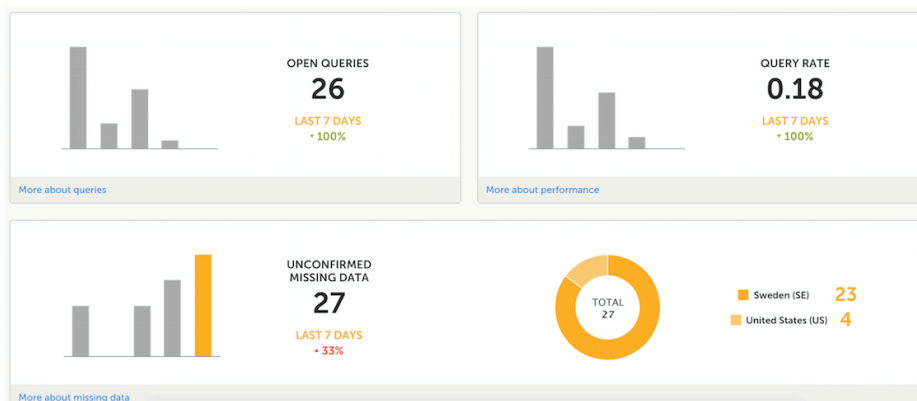 OPEN QUERIES
26
LAST 7 DAYS
▾ 100%
More about queries
QUERY RATE
0.18
LAST 7 DAYS
▾ 100%
More about performance
UNCONFIRMED
MISSING DATA
27
LAST 7 DAYS
▴ 33%
TOTAL
27
Sweden (SE) 23
United States (US) 4
More about missing data